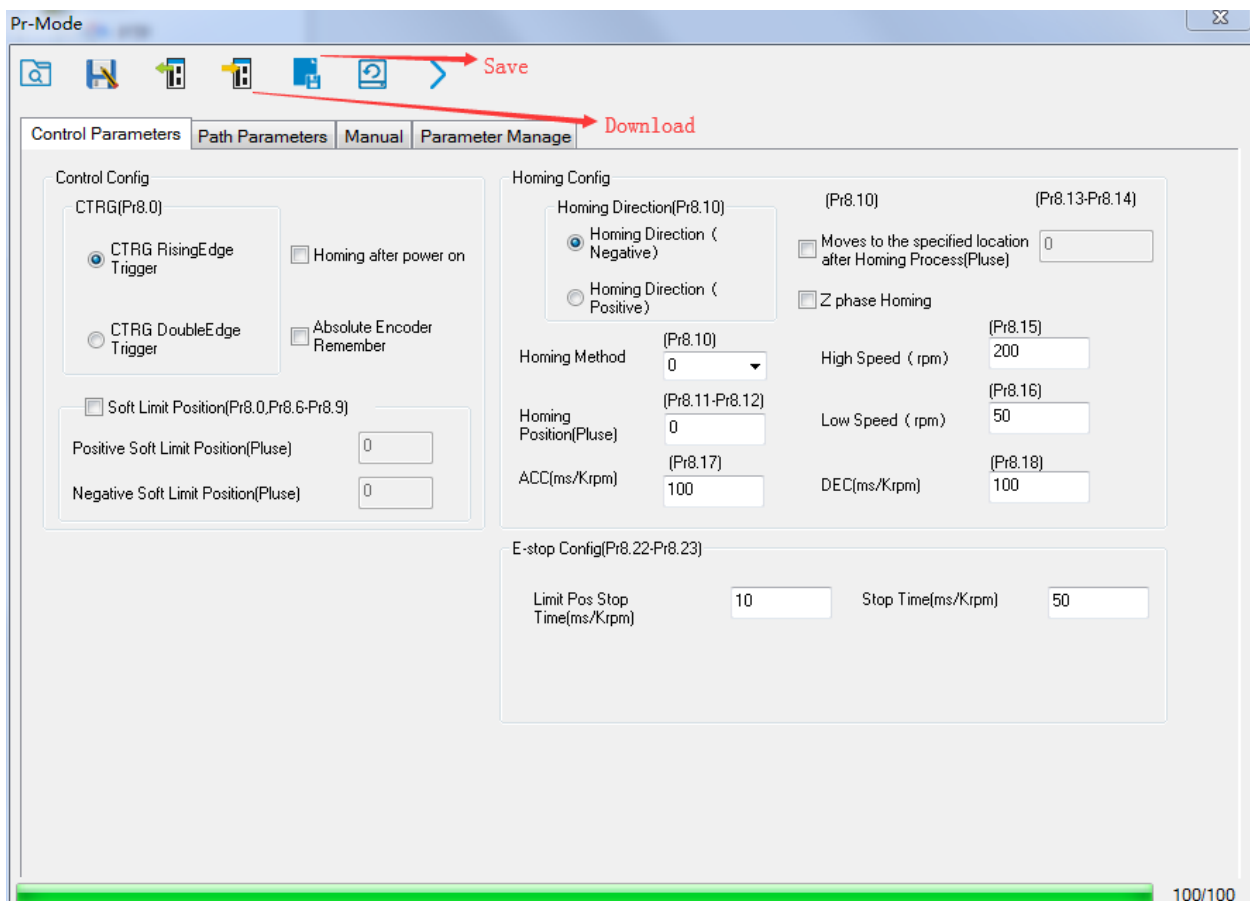 Pr-Mode
Save
Download
Control Parameters
Path Parameters
Manual
Parameter Manage
Control Config
CTRG(Pr8.0)
CTRG RisingEdge
Trigger
Homing after power on
CTRG DoubleEdge
Trigger
Absolute Encoder
Remember
Soft Limit Position(Pr8.0,Pr8.6-Pr8.9)
Positive Soft Limit Position(Pluse)
0
Negative Soft Limit Position(Pluse)
0
Homing Config
Homing Direction(Pr8.10)
Homing Direction (
Negative)
Homing Direction (
Positive)
(Pr8.10)
(Pr8.13-Pr8.14)
Moves to the specified location
after Homing Process(Pluse)
0
Z phase Homing
Homing Method
(Pr8.10)
0
High Speed ( rpm)
(Pr8.15)
200
Homing
Position(Pluse)
(Pr8.11-Pr8.12)
0
Low Speed ( rpm)
(Pr8.16)
50
ACC(ms/Krpm)
(Pr8.17)
100
DEC(ms/Krpm)
(Pr8.18)
100
E-stop Config(Pr8.22-Pr8.23)
Limit Pos Stop
Time(ms/Krpm)
10
Stop Time(ms/Krpm)
50
100/100